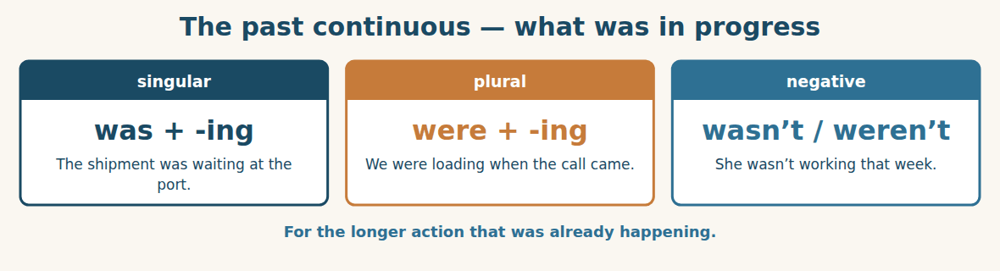 The past continuous — what was in progress
singular
was + -ing
The shipment was waiting at the
port.
plural
were + -ing
We were loading when the call came.
negative
wasn’t / weren’t
She wasn’t working that week.
For the longer action that was already happening.